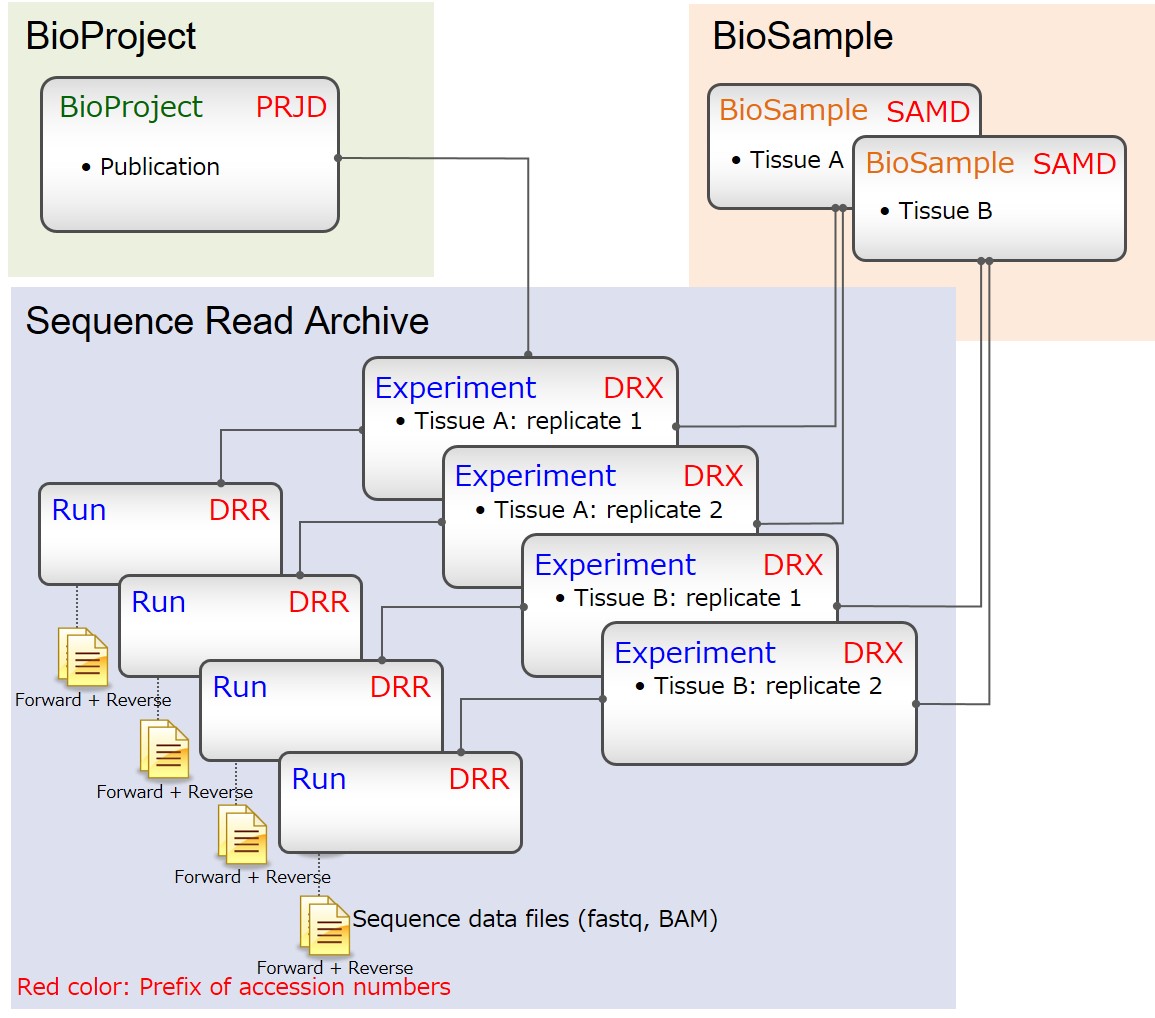 BioProject
BioProject PRJD
• Publication
BioSample
BioSample SAMD
• Tissue A
BioSample SAMD
• Tissue B
Sequence Read Archive
Experiment DRX
• Tissue A: replicate 1
Experiment DRX
• Tissue A: replicate 2
Experiment DRX
• Tissue B: replicate 1
Experiment DRX
• Tissue B: replicate 2
Run DRR
Forward + Reverse
Run DRR
Forward + Reverse
Run DRR
Forward + Reverse
Run DRR
Sequence data files (fastq, BAM)
Forward + Reverse
Red color: Prefix of accession numbers